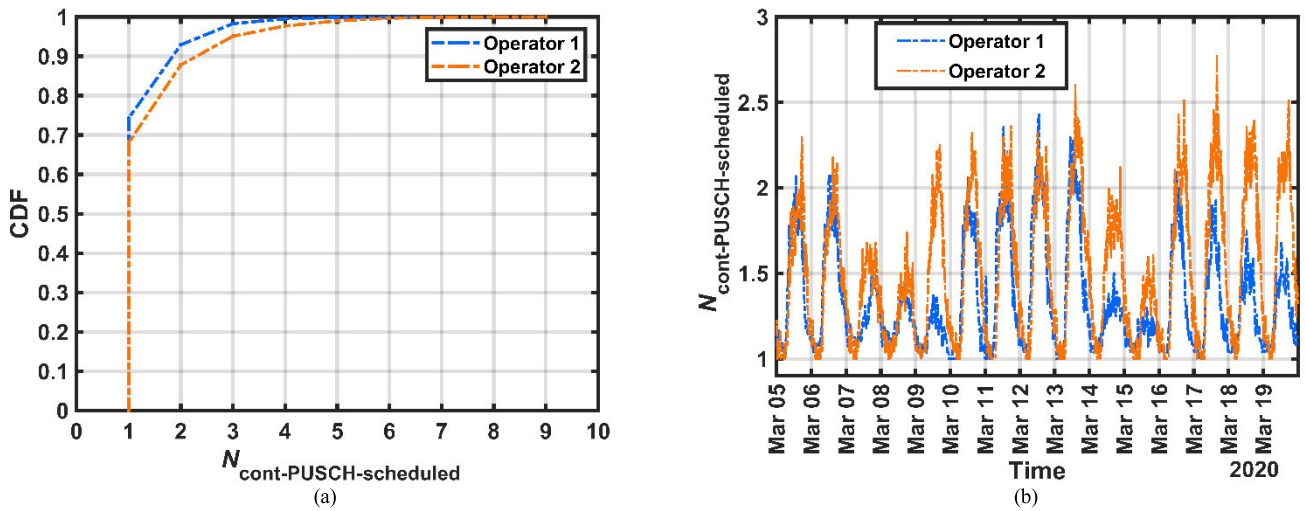 1
0.9
0.8
0.7
0.6
0.5
0.4
0.3
0.2
0.1
0
CDF
Operator 1
Operator 2
0 1 2 3 4 5 6 7 8 9 10
N cont-PUSCH-scheduled
(a)
3
2.5
2
1.5
1
N cont-PUSCH-scheduled
Operator 1
Operator 2
Mar 05
Mar 06
Mar 07
Mar 08
Mar 09
Mar 10
Mar 11
Mar 12
Mar 13
Mar 14
Mar 15
Mar 16
Mar 17
Mar 18
Mar 19
Time
2020
(b)